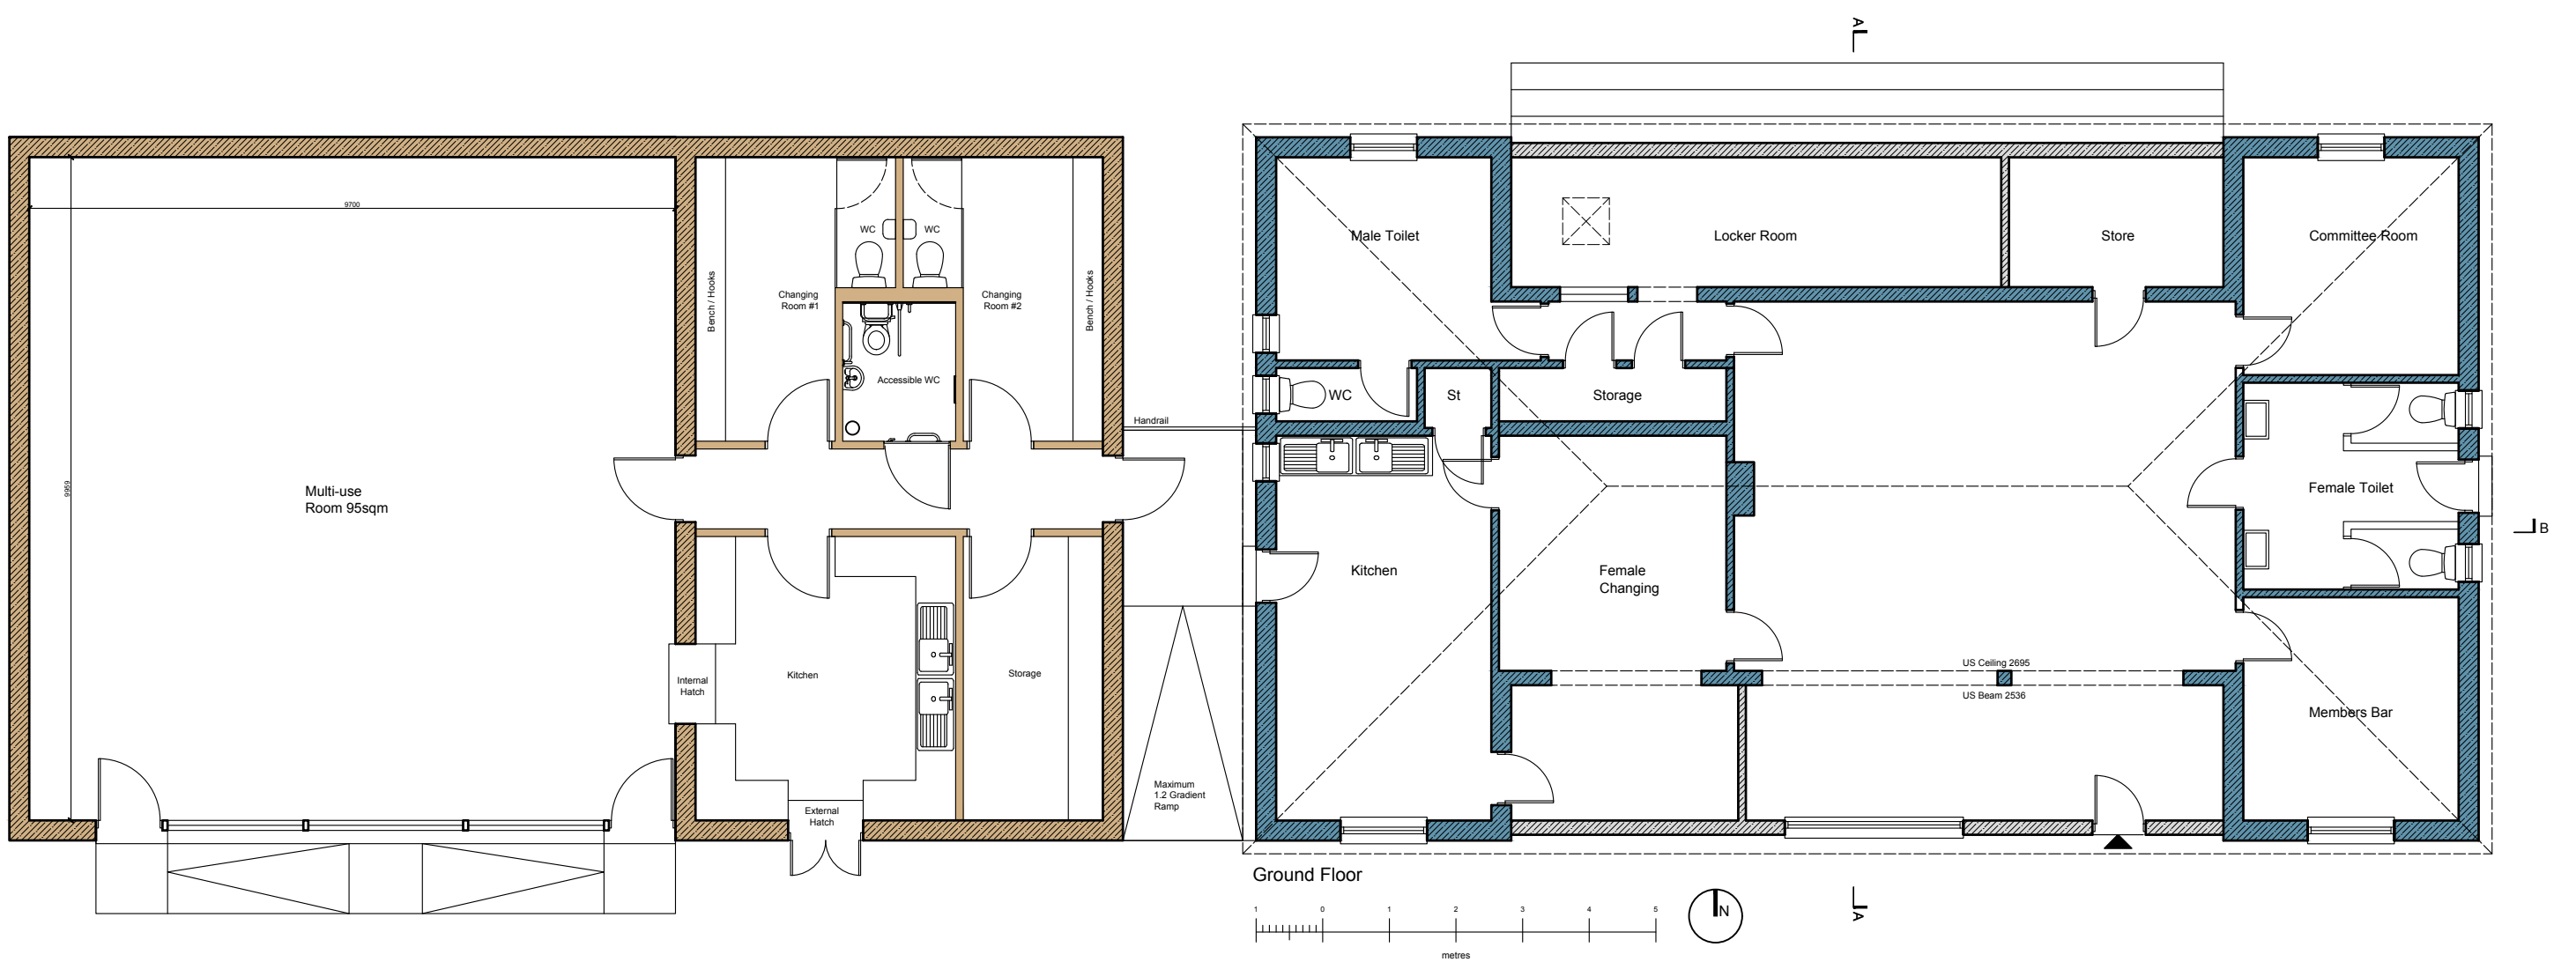 A
9700
9959
Multi-use
Room 95sqm
Bench / Hooks
Changing
Room #1
WC
WC
Changing
Room #2
Bench / Hooks
Accessible WC
Handrail
Internal
Hatch
Kitchen
Storage
External
Hatch
Maximum
1.2 Gradient
Ramp
Male Toilet
Locker Room
Store
Committee Room
WC
St
Storage
Female Toilet
B
Kitchen
Female
Changing
US Ceiling 2695
US Beam 2536
Members Bar
Ground Floor
1 0 1 2 3 4 5
metres
N
A